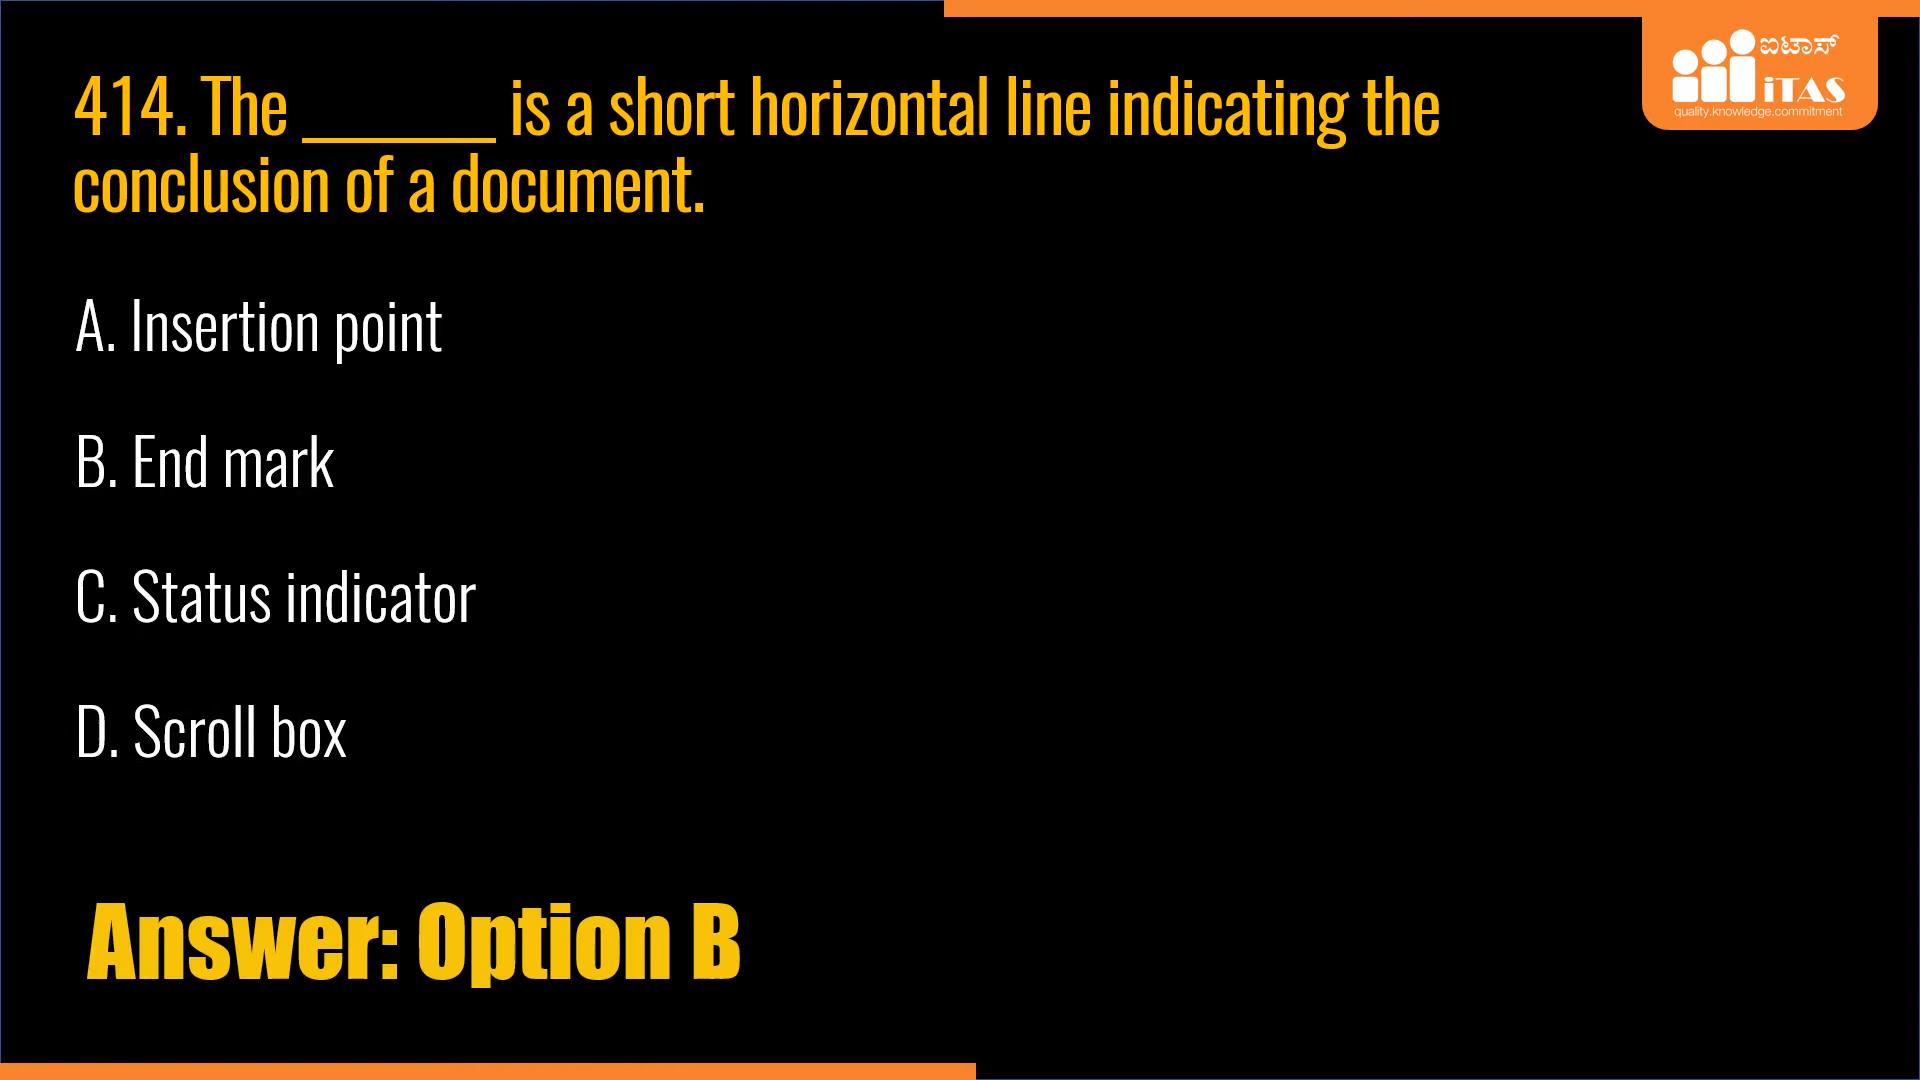 414. The ______ is a short horizontal line indicating the
conclusion of a document.
A. Insertion point
B. End mark
C. Status indicator
D. Scroll box
Answer: Option B
ಐಟಾಸ್
iTAS
quality.knowledge.commitment